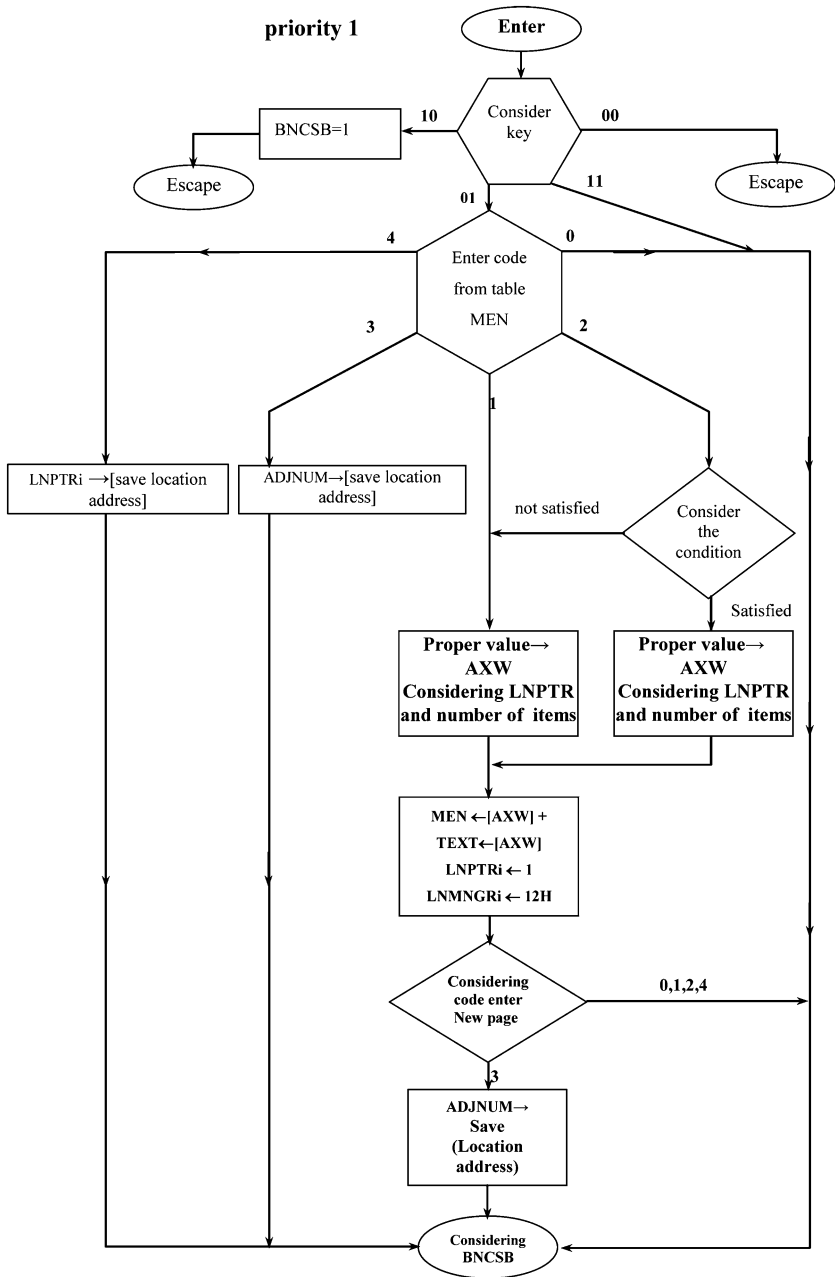 priority 1
Enter
Consider
key
10
00
BNCSB=1
Escape
Escape
01
11
4
0
Enter code
from table
MEN
3
2
1
LNPTRi →[save location
address]
ADJNUM→[save location
address]
not satisfied
Consider
the
condition
Satisfied
Proper value→
AXW
Considering LNPTR
and number of items
Proper value→
AXW
Considering LNPTR
and number of items
MEN ←[AXW] +
TEXT←[AXW]
LNPTRi ← 1
LNMNGRi ← 12H
Considering
code enter
New page
0,1,2,4
3
ADJNUM→
Save
(Location
address)
Considering
BNCSB